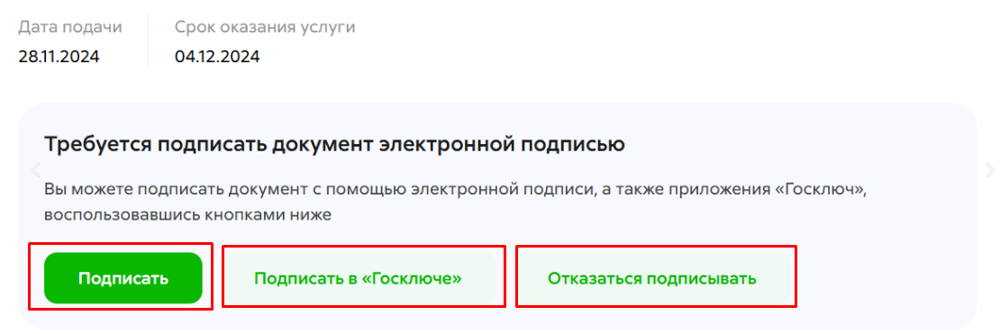 Дата подачи
Срок оказания услуги
28.11.2024
04.12.2024
Требуется подписать документ электронной подписью
Вы можете подписать документ с помощью электронной подписи, а также приложения «Госключ»,
воспользовавшись кнопками ниже
Подписать
Подписать в «Госключе»
Отказаться подписывать